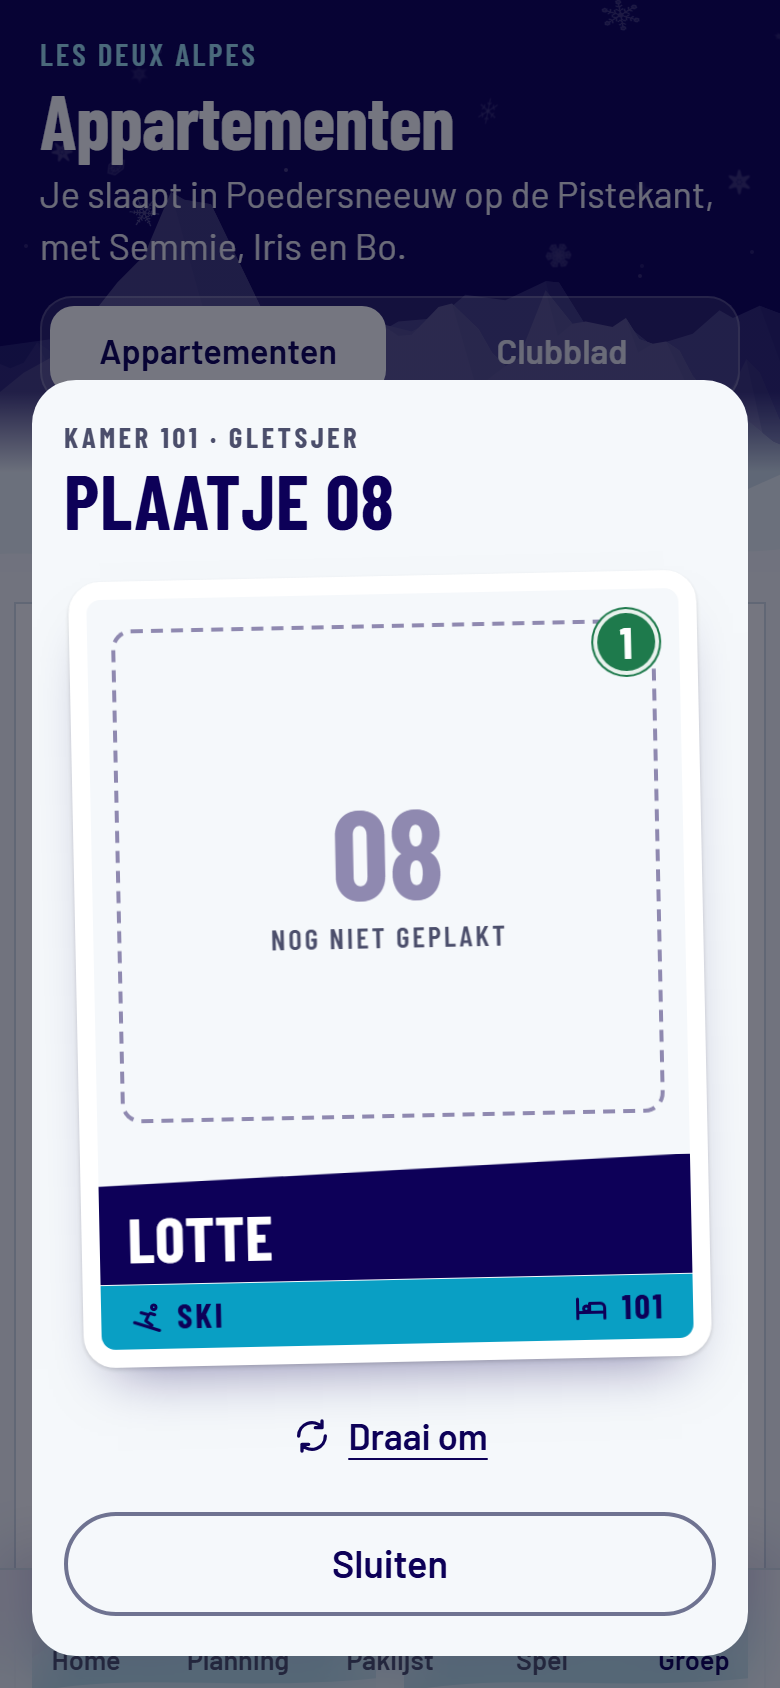 LES DEUX ALPES
Appartementen
Je slaapt in Poedersneeuw op de Pistekant,
met Semmie, Iris en Bo.
Appartementen
Clubblad
KAMER 101 · GLETSJER
PLAATJE 08
1
08
NOG NIET GEPLAKT
LOTTE
SKI
101
Draai om
Sluiten
Home Planning Paklijst Spel Groep